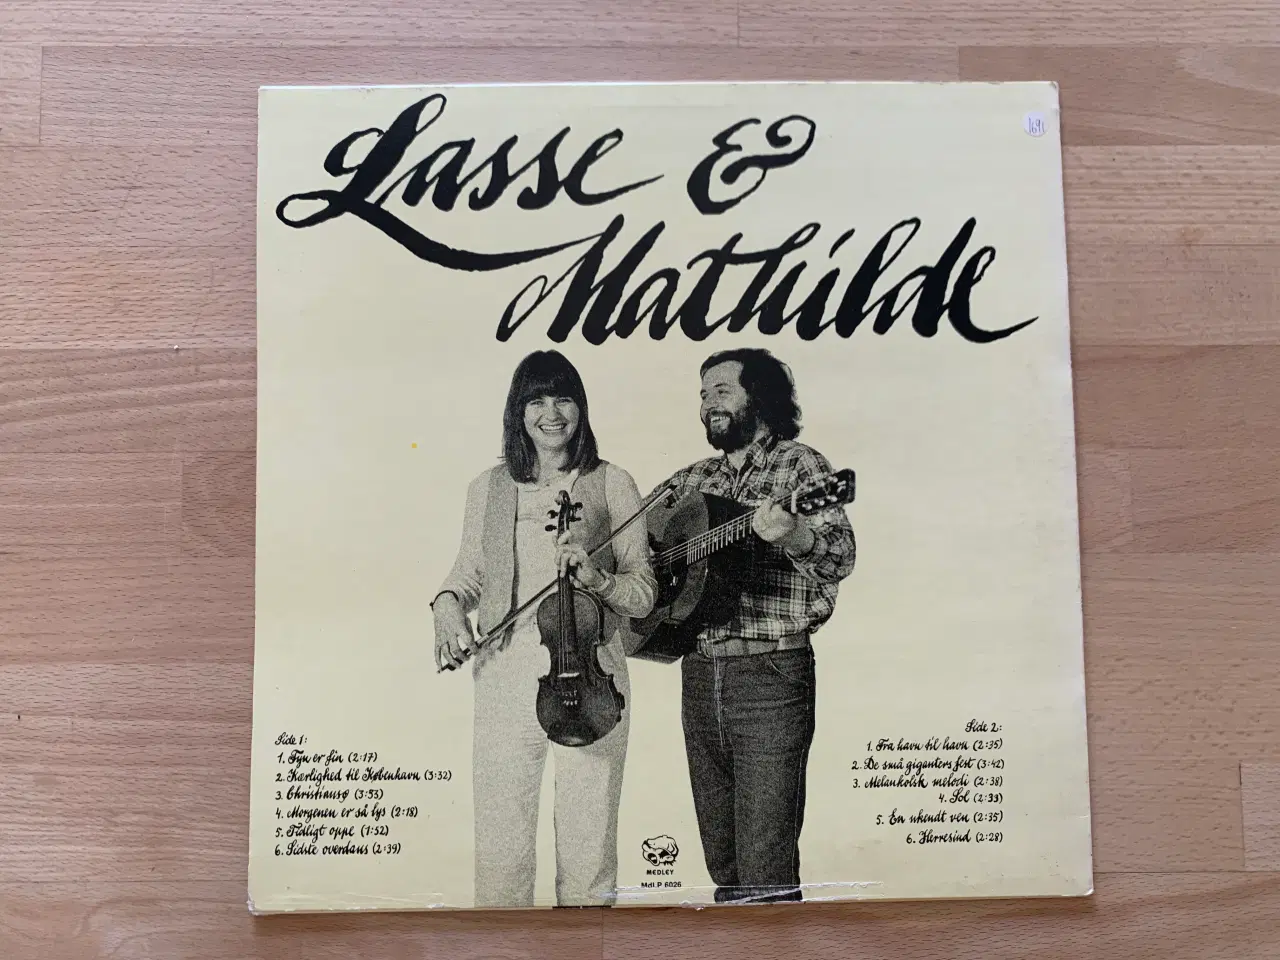 Lasse &
Mathilde
1691
Side 1:
1. Fyn er fin (2:17)
2. Kærlighed til København (3:32)
3. Christiansø (3:53)
4. Morgenen er så lys (2:18)
5. Tidligt oppe (1:52)
6. Sidste overdans (2:39)
Side 2:
1. Fra havn til havn (2:35)
2. De små giganters fest (3:42)
3. Melankolsk melodi (2:38)
4. Sol (2:33)
5. En ukendt ven (2:35)
6. Herresind (2:28)
MEDLEY
MdLP 6026